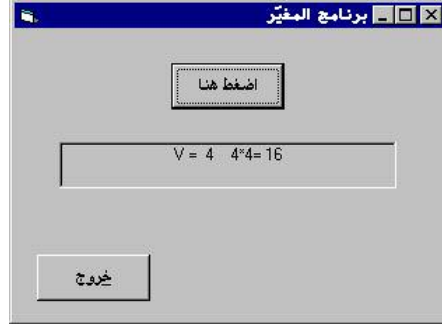 برنامج المغيّر
اضغط هنا
V = 4 4*4= 16
خروج